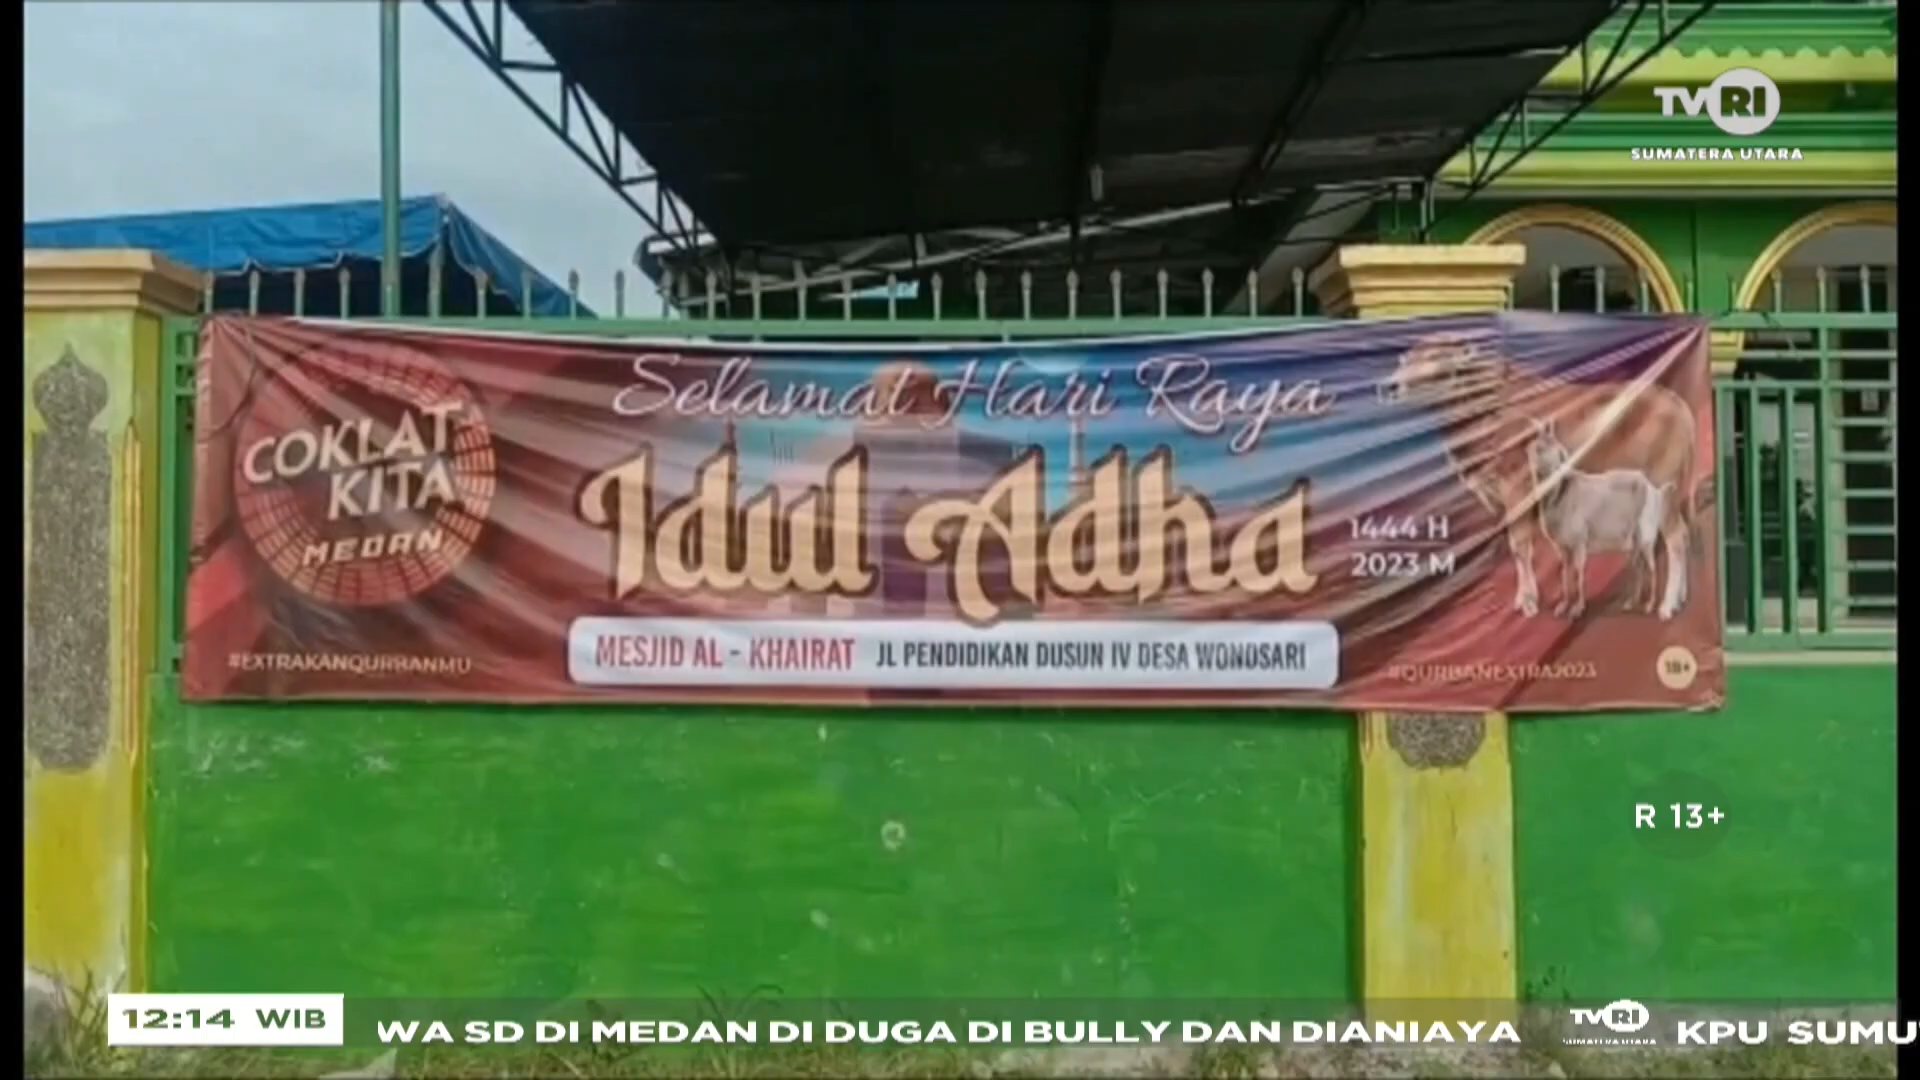 TVRI
SUMATERA UTARA
Selamat Hari Raya
COKLAT
KITA
MEDAN
Idul Adha
1444 H
2023 M
MESJID AL - KHAIRAT JL PENDIDIKAN DUSUN IV DESA WONOSARI
#EXTRAKANQURBANMU
#QURBANEXTRA2023
18+
R 13+
12:14 WIB
WA SD DI MEDAN DI DUGA DI BULLY DAN DIANIAYA
TVRI
SUMATERA UTARA
KPU SUMU